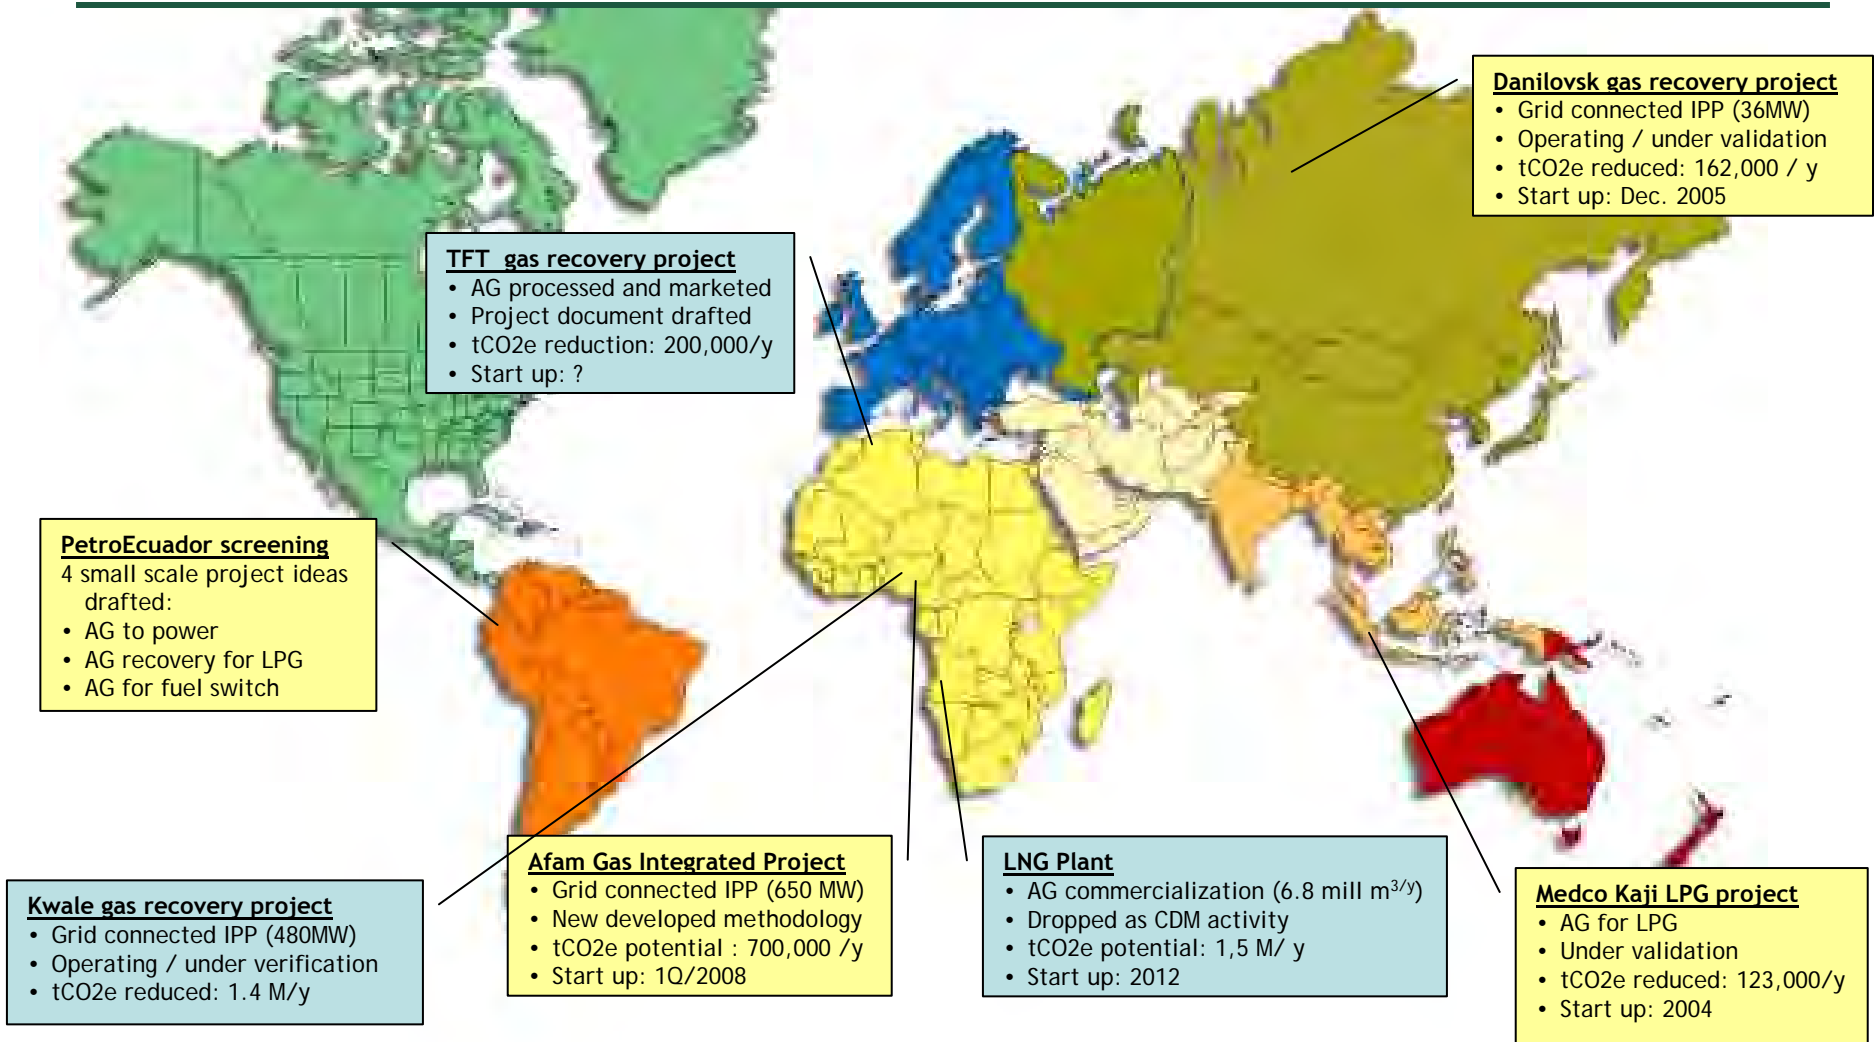 Danilovsk gas recovery project
• Grid connected IPP (36MW)
• Operating / under validation
• tCO2e reduced: 162,000 / y
• Start up: Dec. 2005
TFT gas recovery project
• AG processed and marketed
• Project document drafted
• tCO2e reduction: 200,000/y
• Start up: ?
PetroEcuador screening
4 small scale project ideas
drafted:
• AG to power
• AG recovery for LPG
• AG for fuel switch
Kwale gas recovery project
• Grid connected IPP (480MW)
• Operating / under verification
• tCO2e reduced: 1.4 M/y
Afam Gas Integrated Project
• Grid connected IPP (650 MW)
• New developed methodology
• tCO2e potential : 700,000 /y
• Start up: 1Q/2008
LNG Plant
• AG commercialization (6.8 mill m³/y)
• Dropped as CDM activity
• tCO2e potential: 1,5 M/ y
• Start up: 2012
Medco Kaji LPG project
• AG for LPG
• Under validation
• tCO2e reduced: 123,000/y
• Start up: 2004